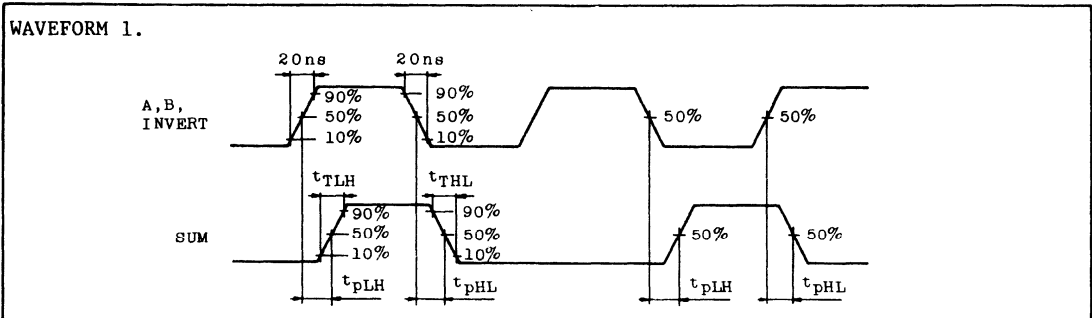 WAVEFORM 1.
20ns 20ns
A,B,
INVERT
90% 90%
50% 50% 50% 50%
10% 10%
tTLH tTHL
SUM
90% 90%
50% 50% 50% 50%
10% 10%
tpLH tpHL tpLH tpHL